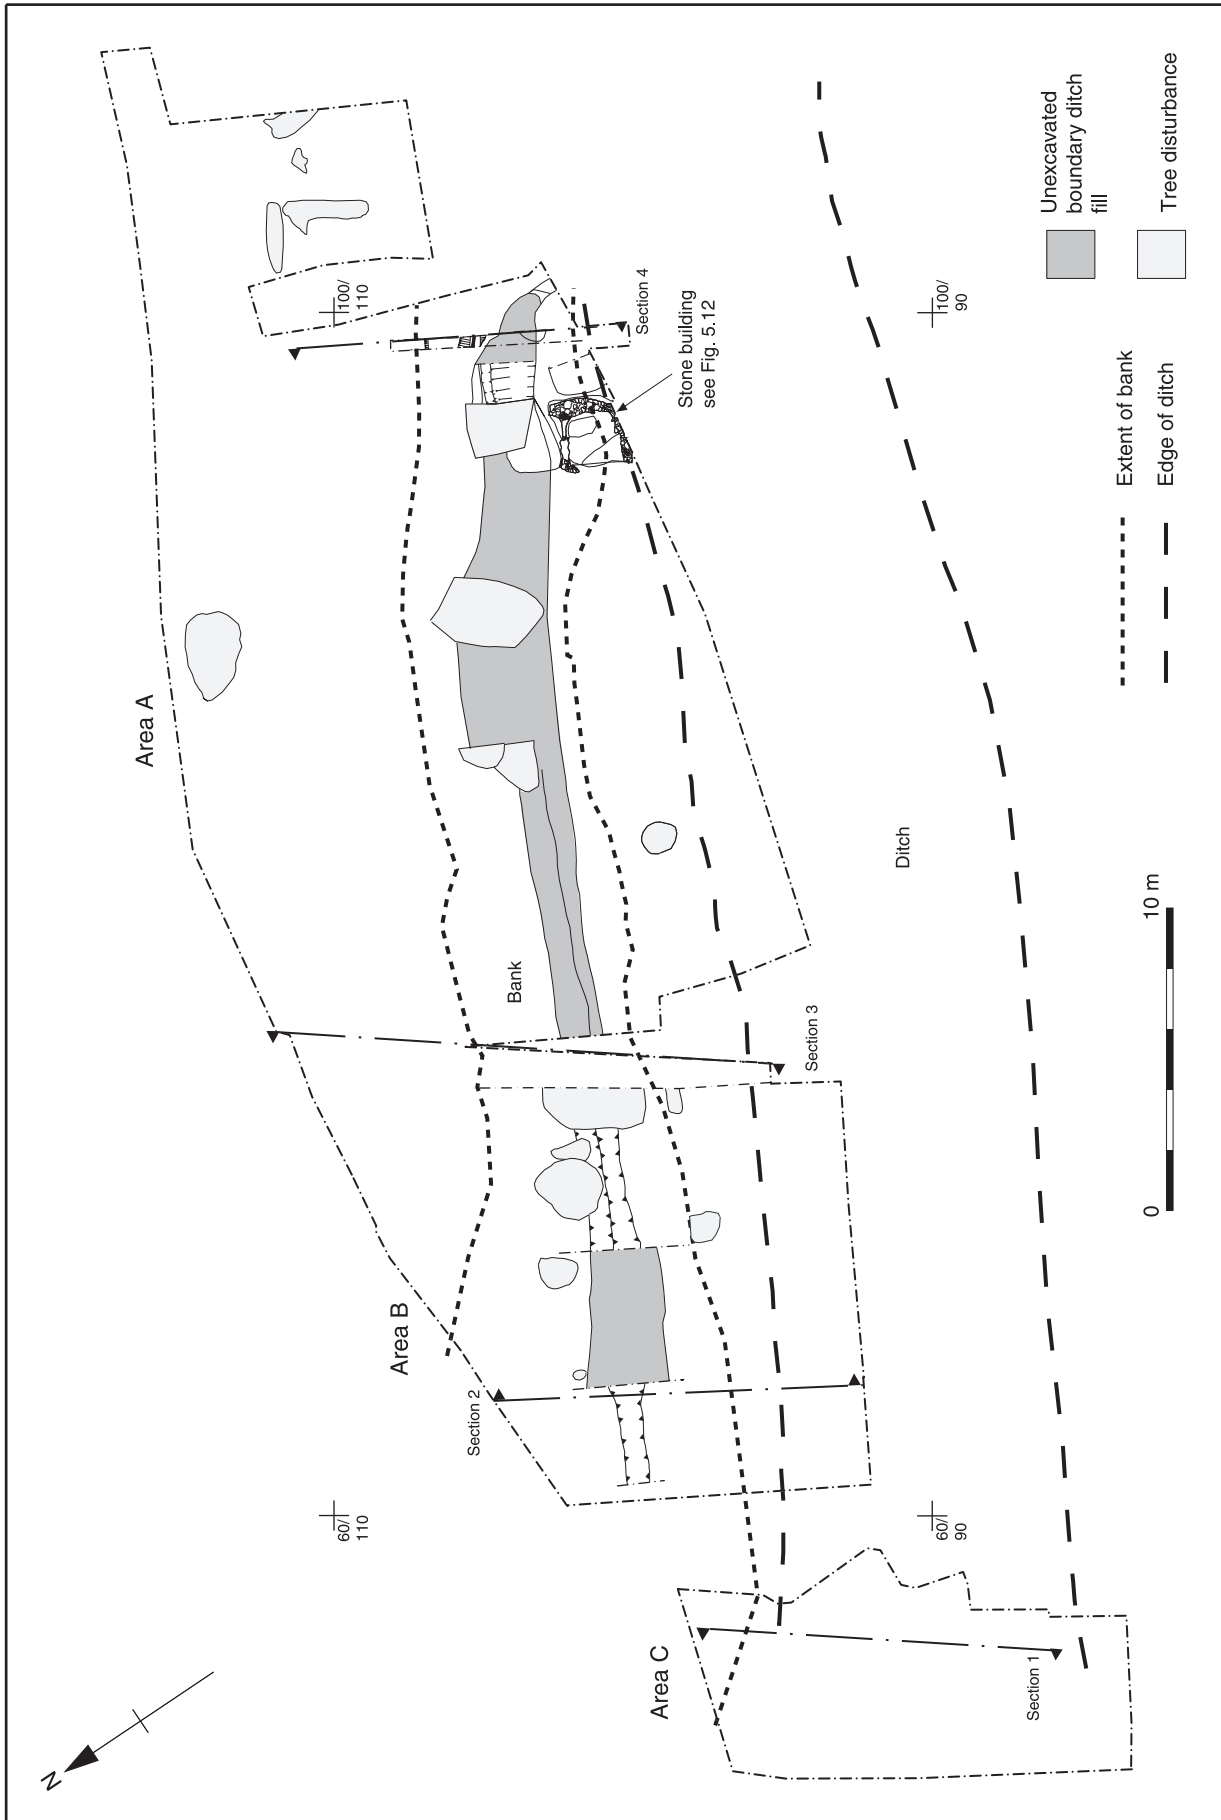 N
Area A
Area B
Area C
Section 1
Section 2
Section 3
Section 4
Bank
Ditch
Stone building
see Fig. 5.12
60/
110
100/
110
60/
90
100/
90
0
10 m
Extent of bank
Edge of ditch
Unexcavated
boundary ditch
fill
Tree disturbance